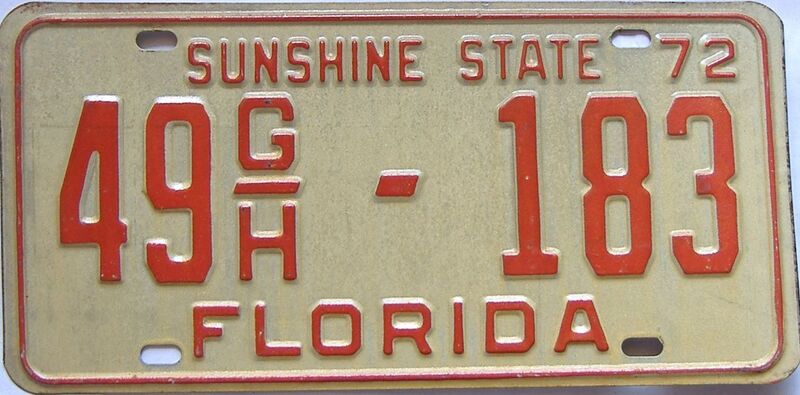 SUNSHINE STATE 72
49 G/H - 183
FLORIDA